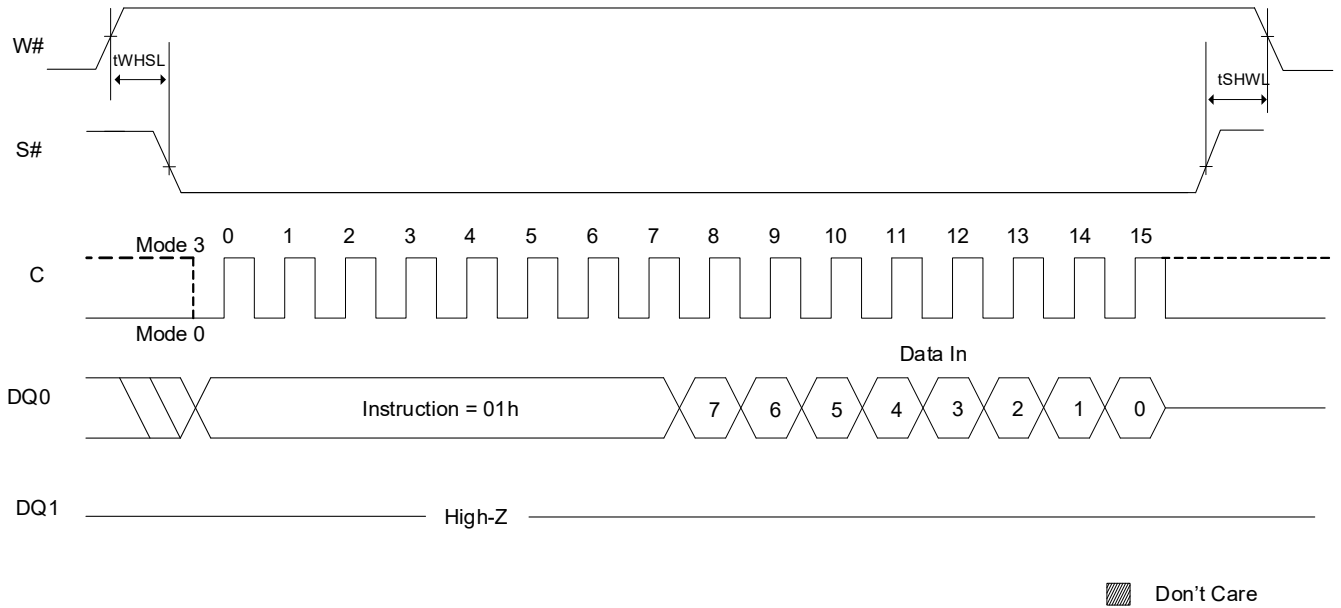 W#
tWHSL
tSHWL
S#
Mode 3 0 1 2 3 4 5 6 7 8 9 10 11 12 13 14 15
C
Mode 0
Data In
DQ0 Instruction = 01h 7 6 5 4 3 2 1 0
DQ1 High-Z
Don't Care